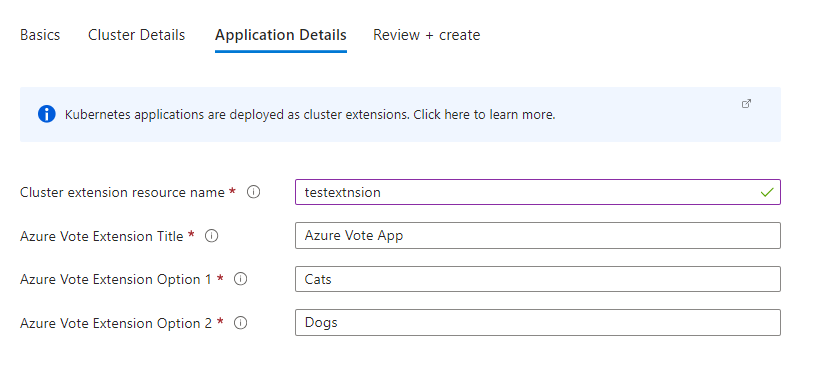 Basics Cluster Details Application Details Review + create
Kubernetes applications are deployed as cluster extensions. Click here to learn more.
Cluster extension resource name * testextnsion
Azure Vote Extension Title * Azure Vote App
Azure Vote Extension Option 1 * Cats
Azure Vote Extension Option 2 * Dogs